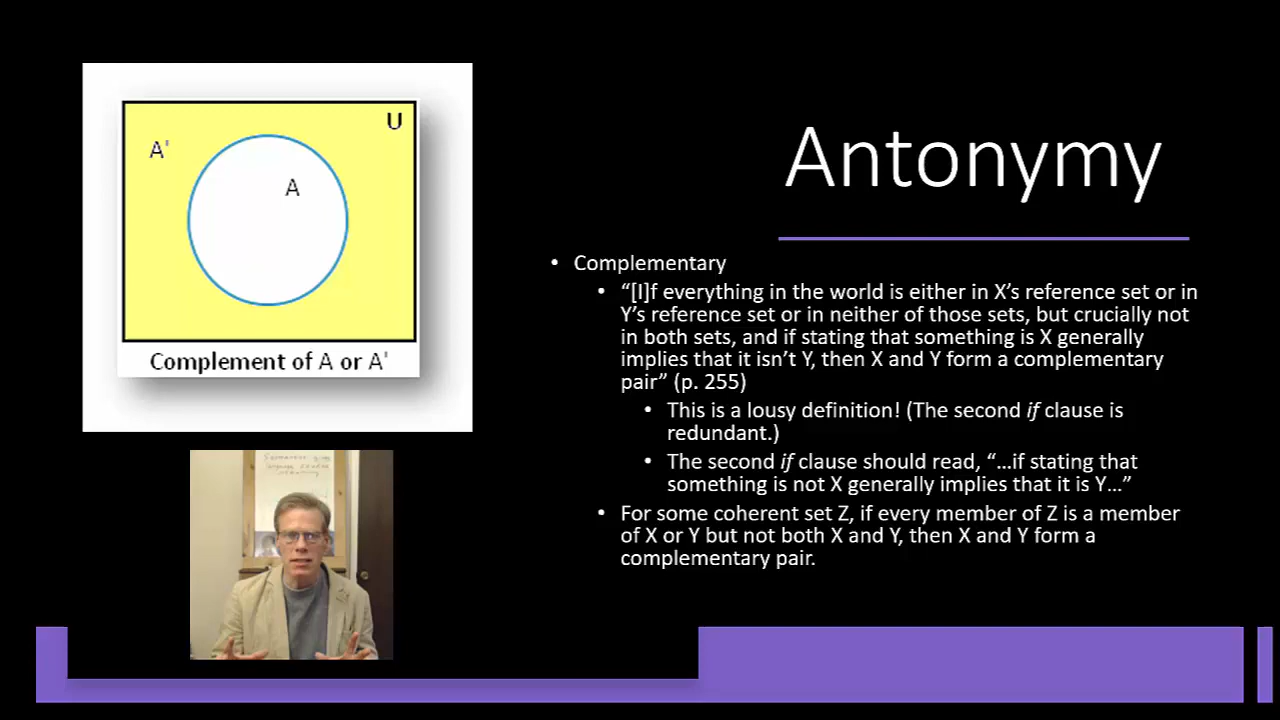 U
A'
A
Complement of A or A'
Antonymy
• Complementary
• “[I]f everything in the world is either in X’s reference set or in
Y’s reference set or in neither of those sets, but crucially not
in both sets, and if stating that something is X generally
implies that it isn’t Y, then X and Y form a complementary
pair” (p. 255)
• This is a lousy definition! (The second if clause is
redundant.)
• The second if clause should read, “…if stating that
something is not X generally implies that it is Y…”
• For some coherent set Z, if every member of Z is a member
of X or Y but not both X and Y, then X and Y form a
complementary pair.